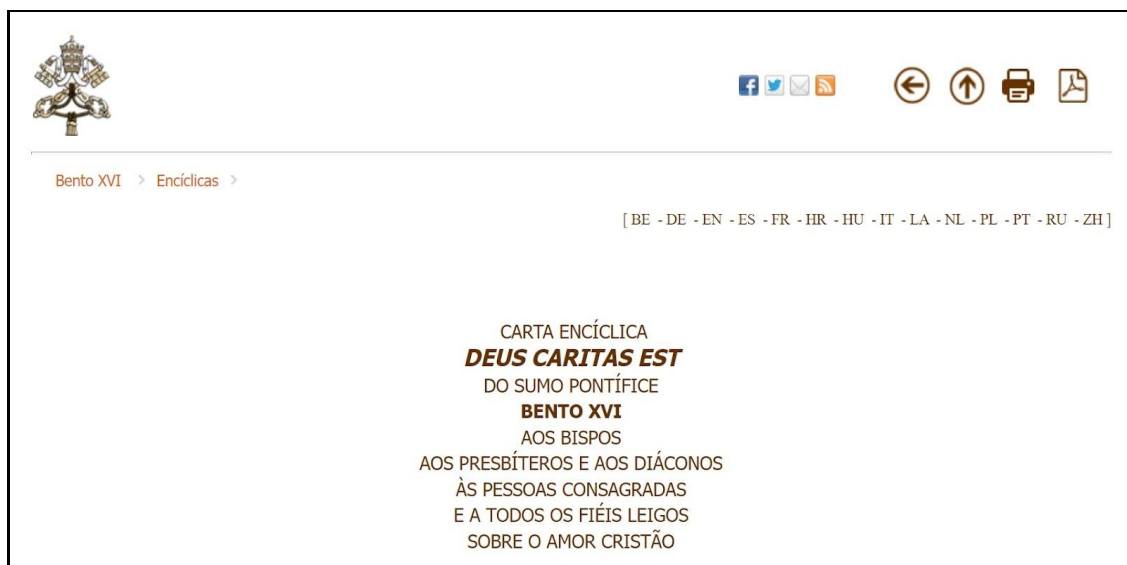 Bento XVI > Encíclicas >
[ BE - DE - EN - ES - FR - HR - HU - IT - LA - NL - PL - PT - RU - ZH ]
CARTA ENCÍCLICA
DEUS CARITAS EST
DO SUMO PONTÍFICE
BENTO XVI
AOS BISPOS
AOS PRESBÍTEROS E AOS DIÁCONOS
ÀS PESSOAS CONSAGRADAS
E A TODOS OS FIÉIS LEIGOS
SOBRE O AMOR CRISTÃO